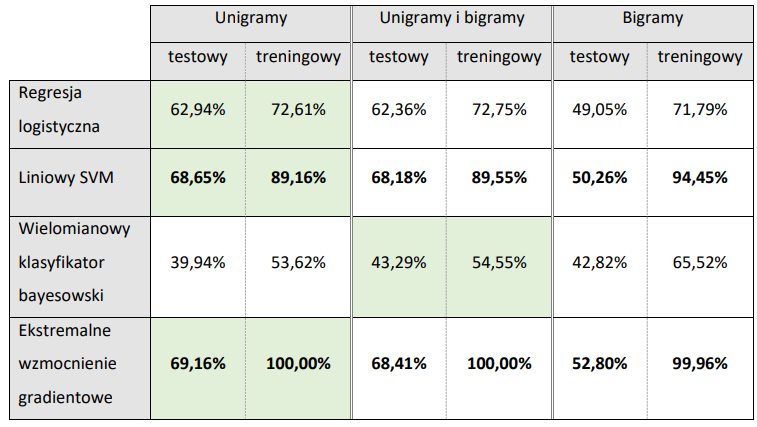 Unigramy Unigramy i bigramy Bigramy
testowy treningowy testowy treningowy testowy treningowy
Regresja
logistyczna
62,94% 72,61% 62,36% 72,75% 49,05% 71,79%
Liniowy SVM 68,65% 89,16% 68,18% 89,55% 50,26% 94,45%
Wielomianowy
klasyfikator
bayesowski
39,94% 53,62% 43,29% 54,55% 42,82% 65,52%
Ekstremalne
wzmocnienie
gradientowe
69,16% 100,00% 68,41% 100,00% 52,80% 99,96%